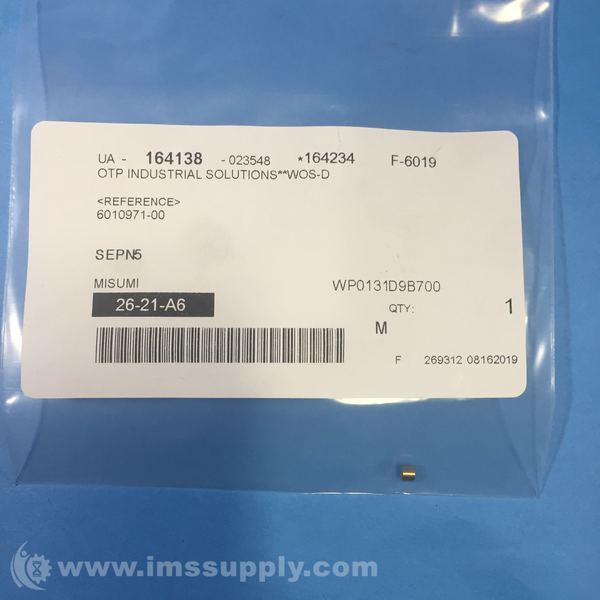 UA - 164138 - 023548 *164234 F-6019
OTP INDUSTRIAL SOLUTIONS**WOS-D
<REFERENCE>
6010971-00
SEPN5
MISUMI WP0131D9B700
26-21-A6 QTY: 1
M
F 269312 08162019
www.imssupply.com